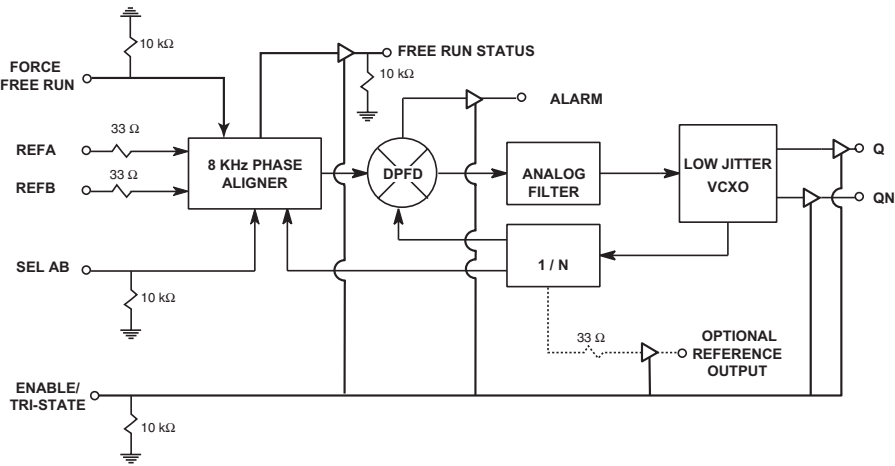 10 kΩ
FORCE
FREE RUN
FREE RUN STATUS
10 kΩ
ALARM
33 Ω
REFA
33 Ω
REFB
8 KHz PHASE
ALIGNER
DPFD
ANALOG
FILTER
LOW JITTER
VCXO
Q
QN
SEL AB
10 kΩ
1 / N
33 Ω
OPTIONAL
REFERENCE
OUTPUT
ENABLE/
TRI-STATE
10 kΩ